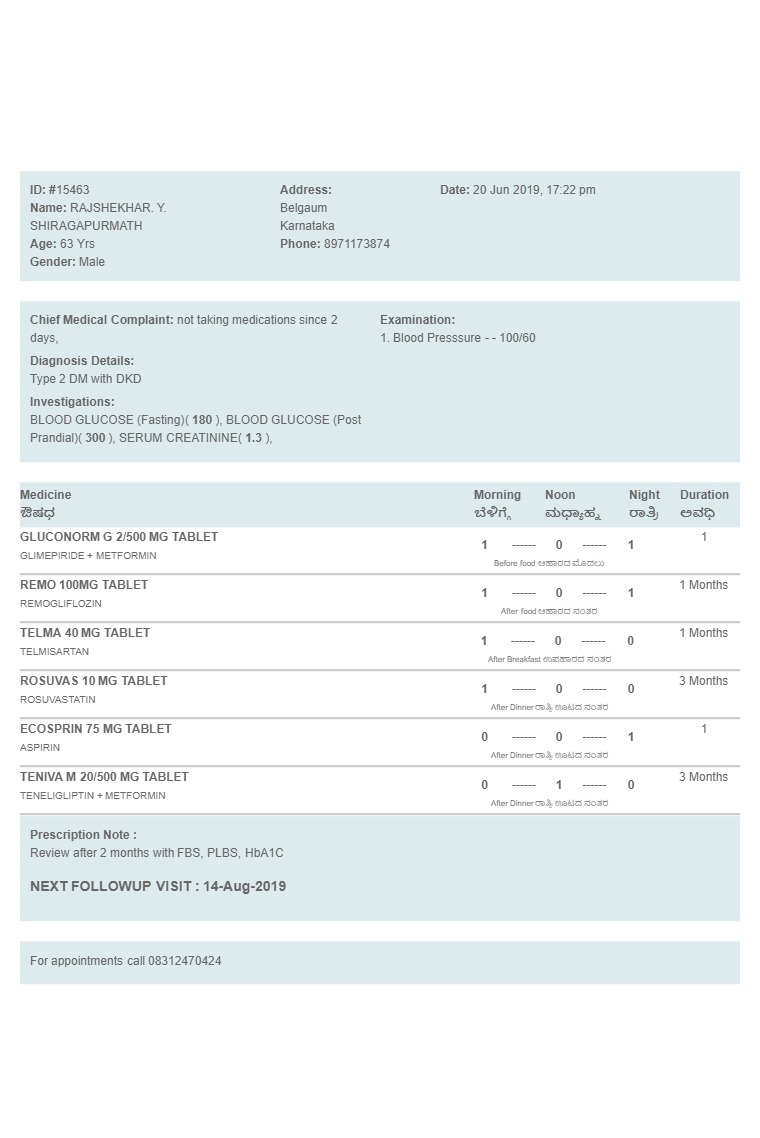 ID: #15463
Name: RAJSHEKHAR. Y.
SHIRAGAPURMATH
Age: 63 Yrs
Gender: Male
Address:
Belgaum
Karnataka
Phone: 8971173874
Date: 20 Jun 2019, 17:22 pm
Chief Medical Complaint: not taking medications since 2
days,
Diagnosis Details:
Type 2 DM with DKD
Investigations:
BLOOD GLUCOSE (Fasting)( 180 ), BLOOD GLUCOSE (Post
Prandial)( 300 ), SERUM CREATININE( 1.3 ),
Examination:
1. Blood Presssure - - 100/60
Medicine Morning Noon Night Duration
ಔಷಧ ಬೆಳಿಗ್ಗೆ ಮಧ್ಯಾಹ್ನ ರಾತ್ರಿ ಅವಧಿ
GLUCONORM G 2/500 MG TABLET 1 ------ 0 ------ 1 1
GLIMEPIRIDE + METFORMIN
Before food ಆಹಾರದ ಮೊದಲು
REMO 100MG TABLET 1 ------ 0 ------ 1 1 Months
REMOGLIFLOZIN
After food ಆಹಾರದ ನಂತರ
TELMA 40 MG TABLET 1 ------ 0 ------ 0 1 Months
TELMISARTAN
After Breakfast ಉಪಹಾರದ ನಂತರ
ROSUVAS 10 MG TABLET 1 ------ 0 ------ 0 3 Months
ROSUVASTATIN
After Dinner ರಾತ್ರಿ ಊಟದ ನಂತರ
ECOSPRIN 75 MG TABLET 0 ------ 0 ------ 1 1
ASPIRIN
After Dinner ರಾತ್ರಿ ಊಟದ ನಂತರ
TENIVA M 20/500 MG TABLET 0 ------ 1 ------ 0 3 Months
TENELIGLIPTIN + METFORMIN
After Dinner ರಾತ್ರಿ ಊಟದ ನಂತರ
Prescription Note :
Review after 2 months with FBS, PLBS, HbA1C
NEXT FOLLOWUP VISIT : 14-Aug-2019
For appointments call 08312470424